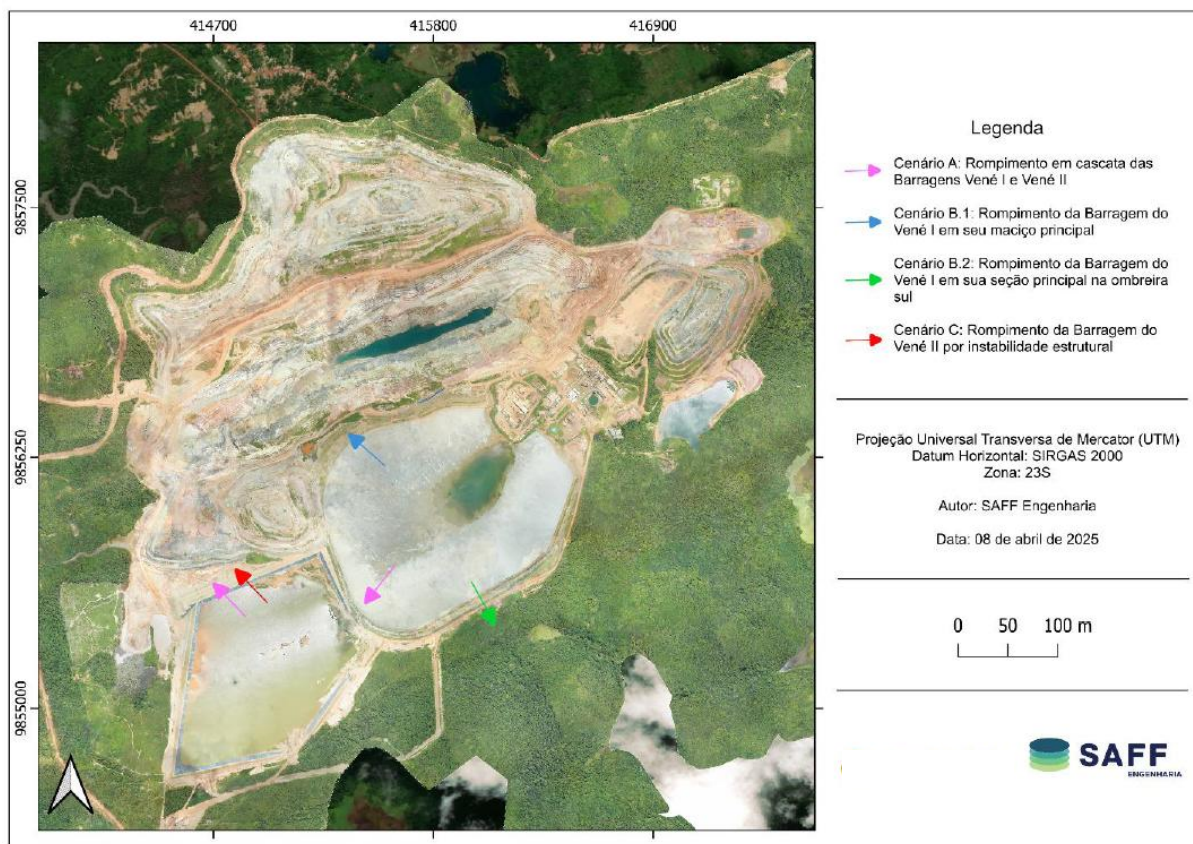 414700 415800 416900
9857500
9856250
9855000
Legenda
Cenário A: Rompimento em cascata das
Barragens Vené I e Vené II
Cenário B.1: Rompimento da Barragem do
Vené I em seu maciço principal
Cenário B.2: Rompimento da Barragem do
Vené I em sua seção principal na ombreira
sul
Cenário C: Rompimento da Barragem do
Vené II por instabilidade estrutural
Projeção Universal Transversa de Mercator (UTM)
Datum Horizontal: SIRGAS 2000
Zona: 23S
Autor: SAFF Engenharia
Data: 08 de abril de 2025
0 50 100 m
SAFF
ENGENHARIA